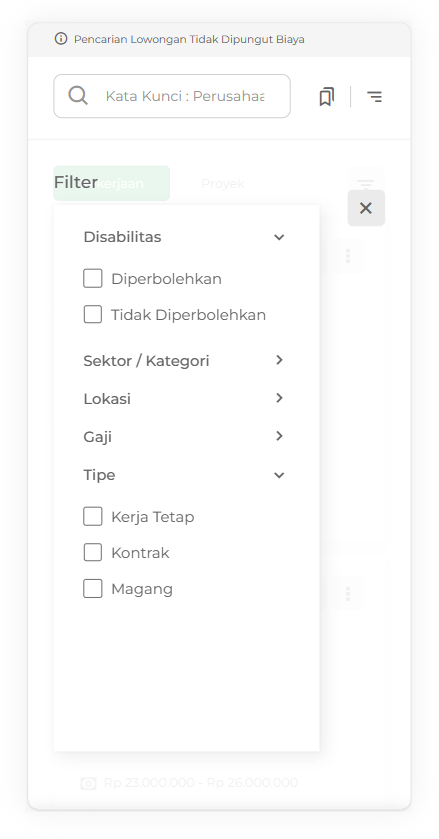 Pencarian Lowongan Tidak Dipungut Biaya
Kata Kunci : Perusahaa
Filter
kerjaan
Proyek
Disabilitas
Diperbolehkan
Tidak Diperbolehkan
Sektor / Kategori
Lokasi
Gaji
Tipe
Kerja Tetap
Kontrak
Magang
Rp 23.000.000 - Rp 26.000.000